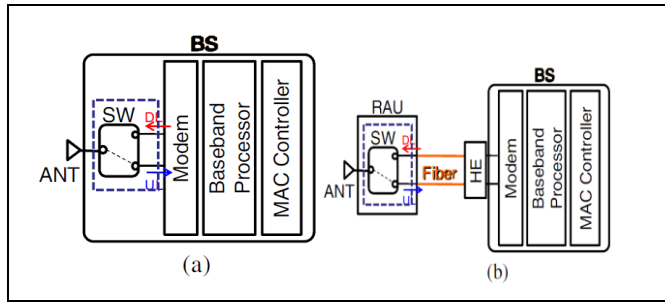 BS
SW
DL
UL
ANT
Modem
Baseband
Processor
MAC Controller
(a)
BS
RAU
SW
DL
UL
ANT
Fiber
HE
Modem
Baseband
Processor
MAC Controller
(b)